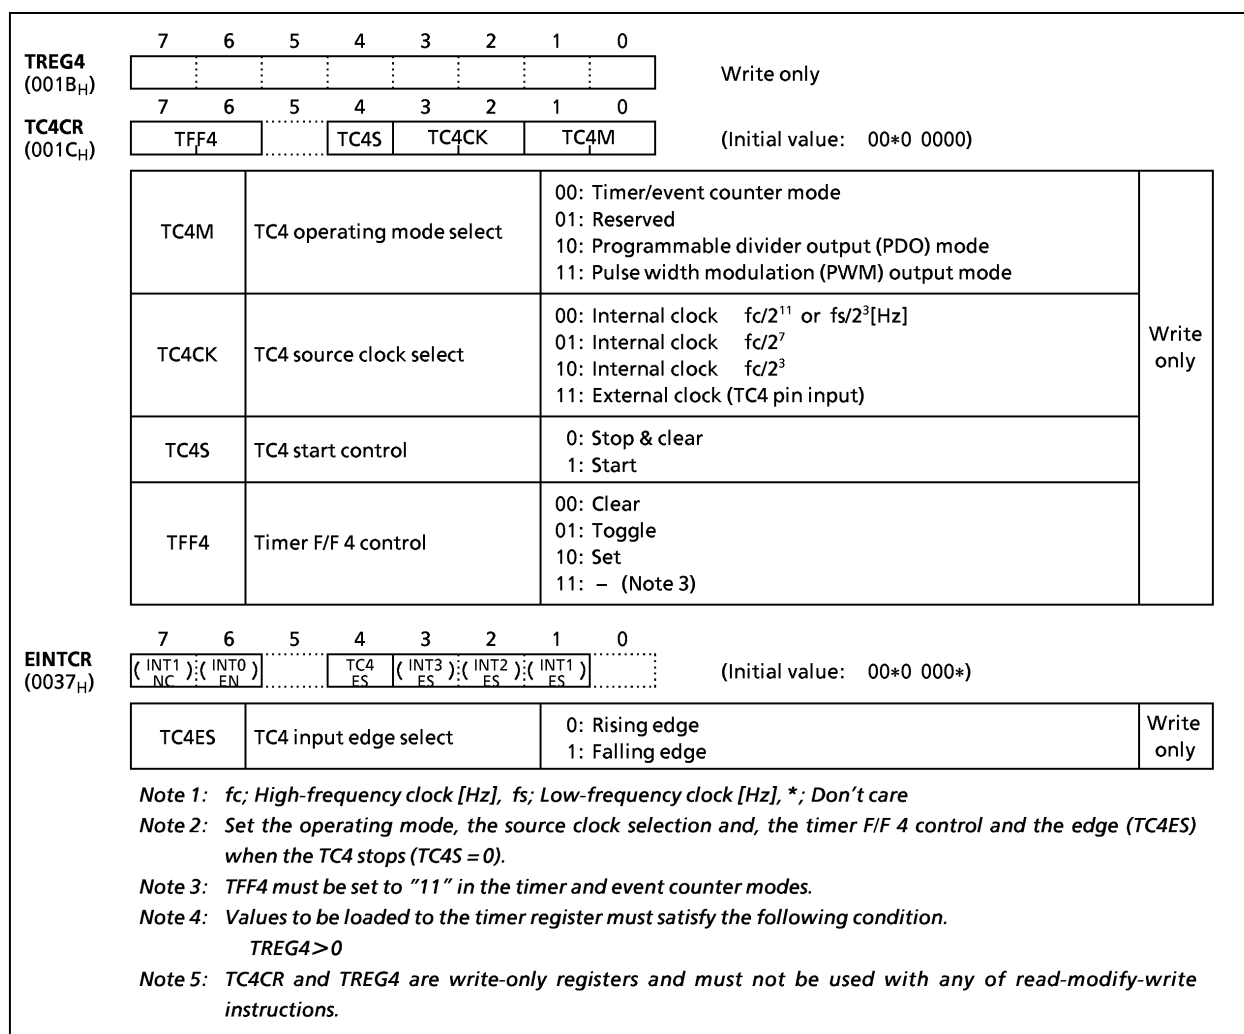 7 6 5 4 3 2 1 0
TREG4
(001BH) Write only
7 6 5 4 3 2 1 0
TC4CR
(001CH) TFF4 TC4S TC4CK TC4M (Initial value: 00*0 0000)
TC4M TC4 operating mode select
00: Timer/event counter mode
01: Reserved
10: Programmable divider output (PDO) mode
11: Pulse width modulation (PWM) output mode
TC4CK TC4 source clock select
00: Internal clock fc/2¹¹ or fs/2³[Hz]
01: Internal clock fc/2⁷
10: Internal clock fc/2³
11: External clock (TC4 pin input)
TC4S TC4 start control
0: Stop & clear
1: Start
TFF4 Timer F/F 4 control
00: Clear
01: Toggle
10: Set
11: – (Note 3)
Write
only
7 6 5 4 3 2 1 0
EINTCR
(0037H)
(INT1) (INT0) TC4 (INT3) (INT2) (INT1)
NC EN ES ES ES ES
(Initial value: 00*0 000*)
TC4ES TC4 input edge select
0: Rising edge
1: Falling edge
Write
only
Note 1: fc; High-frequency clock [Hz], fs; Low-frequency clock [Hz], *; Don't care
Note 2: Set the operating mode, the source clock selection and, the timer F/F 4 control and the edge (TC4ES)
when the TC4 stops (TC4S = 0).
Note 3: TFF4 must be set to "11" in the timer and event counter modes.
Note 4: Values to be loaded to the timer register must satisfy the following condition.
TREG4>0
Note 5: TC4CR and TREG4 are write-only registers and must not be used with any of read-modify-write
instructions.